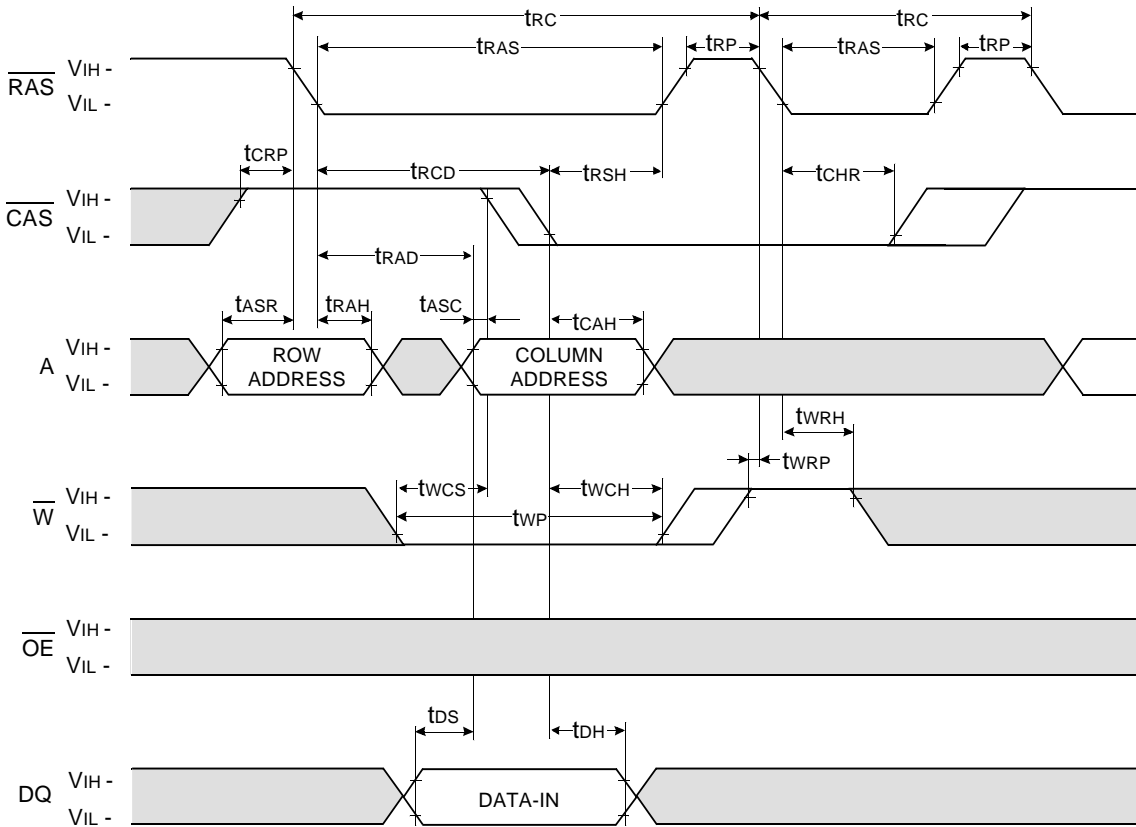 tRC tRC
tRAS tRP tRAS tRP
RAS VIH -
VIL -
tCRP tRCD tRSH tCHR
CAS VIH -
VIL -
tRAD
tASR tRAH tASC tCAH
A VIH -
VIL -
ROW
ADDRESS
COLUMN
ADDRESS
tWRH
tWRP
W VIH -
VIL -
tWCS tWCH
tWP
OE VIH -
VIL -
tDS tDH
DQ VIH -
VIL -
DATA-IN